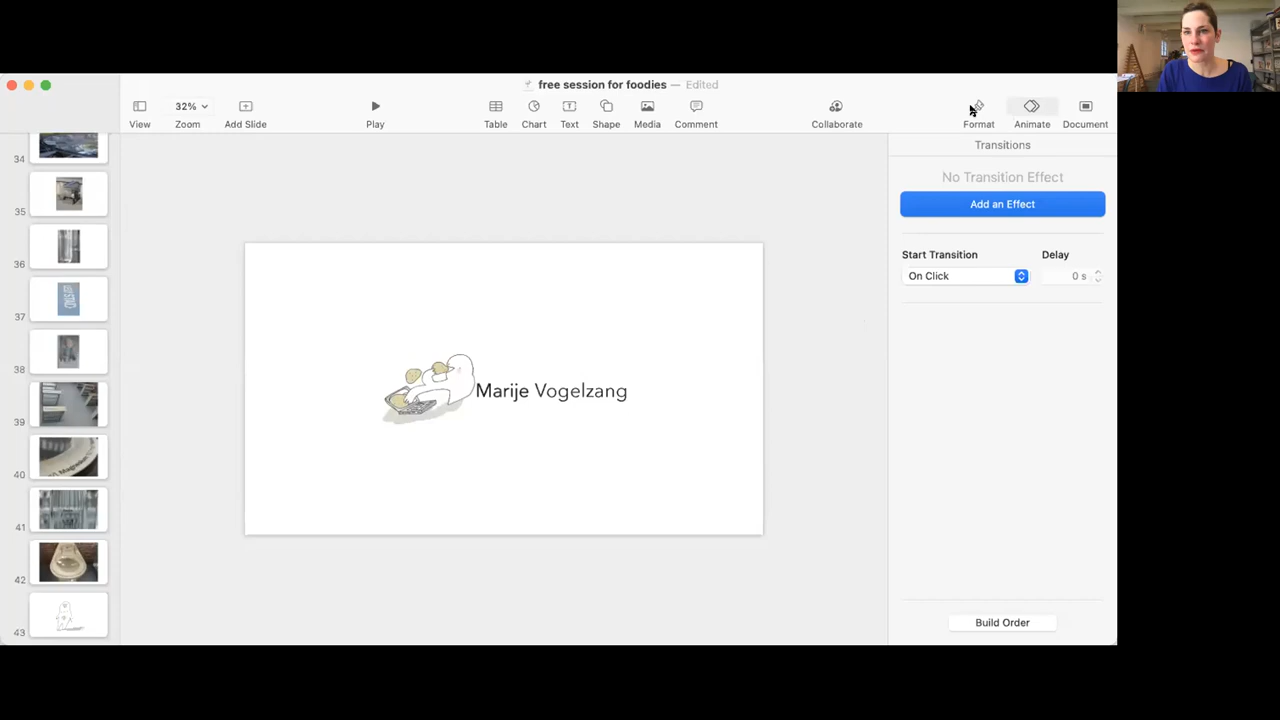 free session for foodies — Edited
View
32%
Zoom
Add Slide
Play
Table
Chart
Text
Shape
Media
Comment
Collaborate
Format
Animate
Document
Transitions
No Transition Effect
Add an Effect
Start Transition
Delay
On Click
0 s
Build Order
Marije Vogelzang
34
35
36
37
38
39
40
41
42
43